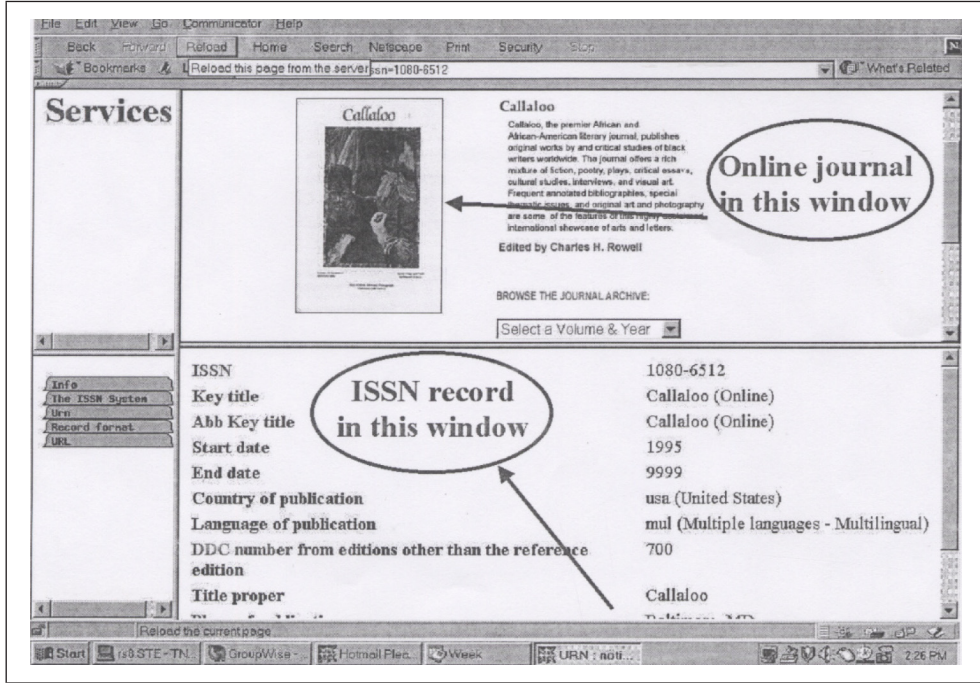 File Edit View Go Communicator Help
Back Forward Reload Home Search Netscape Print Security Stop
Bookmarks
Reload this page from the server
ssn=1080-6512
What's Related
Services
Callaloo
Callaloo
Callaloo, the premier African and
African-American literary journal, publishes
original works by and critical studies of black
writers worldwide. The journal offers a rich
mixture of fiction, poetry, plays, critical essays,
cultural studies, interviews, and visual art.
Frequent annotated bibliographies, special
thematic issues, and original art and photography
are some of the features of this highly
international showcase of arts and letters.
Edited by Charles H. Rowell
BROWSE THE JOURNAL ARCHIVE:
Select a Volume & Year
Online journal
in this window
Info
The ISSN System
Urn
Record format
URL
ISSN 1080-6512
Key title Callaloo (Online)
Abb Key title Callaloo (Online)
Start date 1995
End date 9999
Country of publication usa (United States)
Language of publication mul (Multiple languages - Multilingual)
DDC number from editions other than the reference 700
edition
Title proper Callaloo
Baltimore, MD
ISSN record
in this window
Reload the current page
Start rs8.STE - TN... GroupWise - ... Hotmail Week URN : noti... 2:26 PM